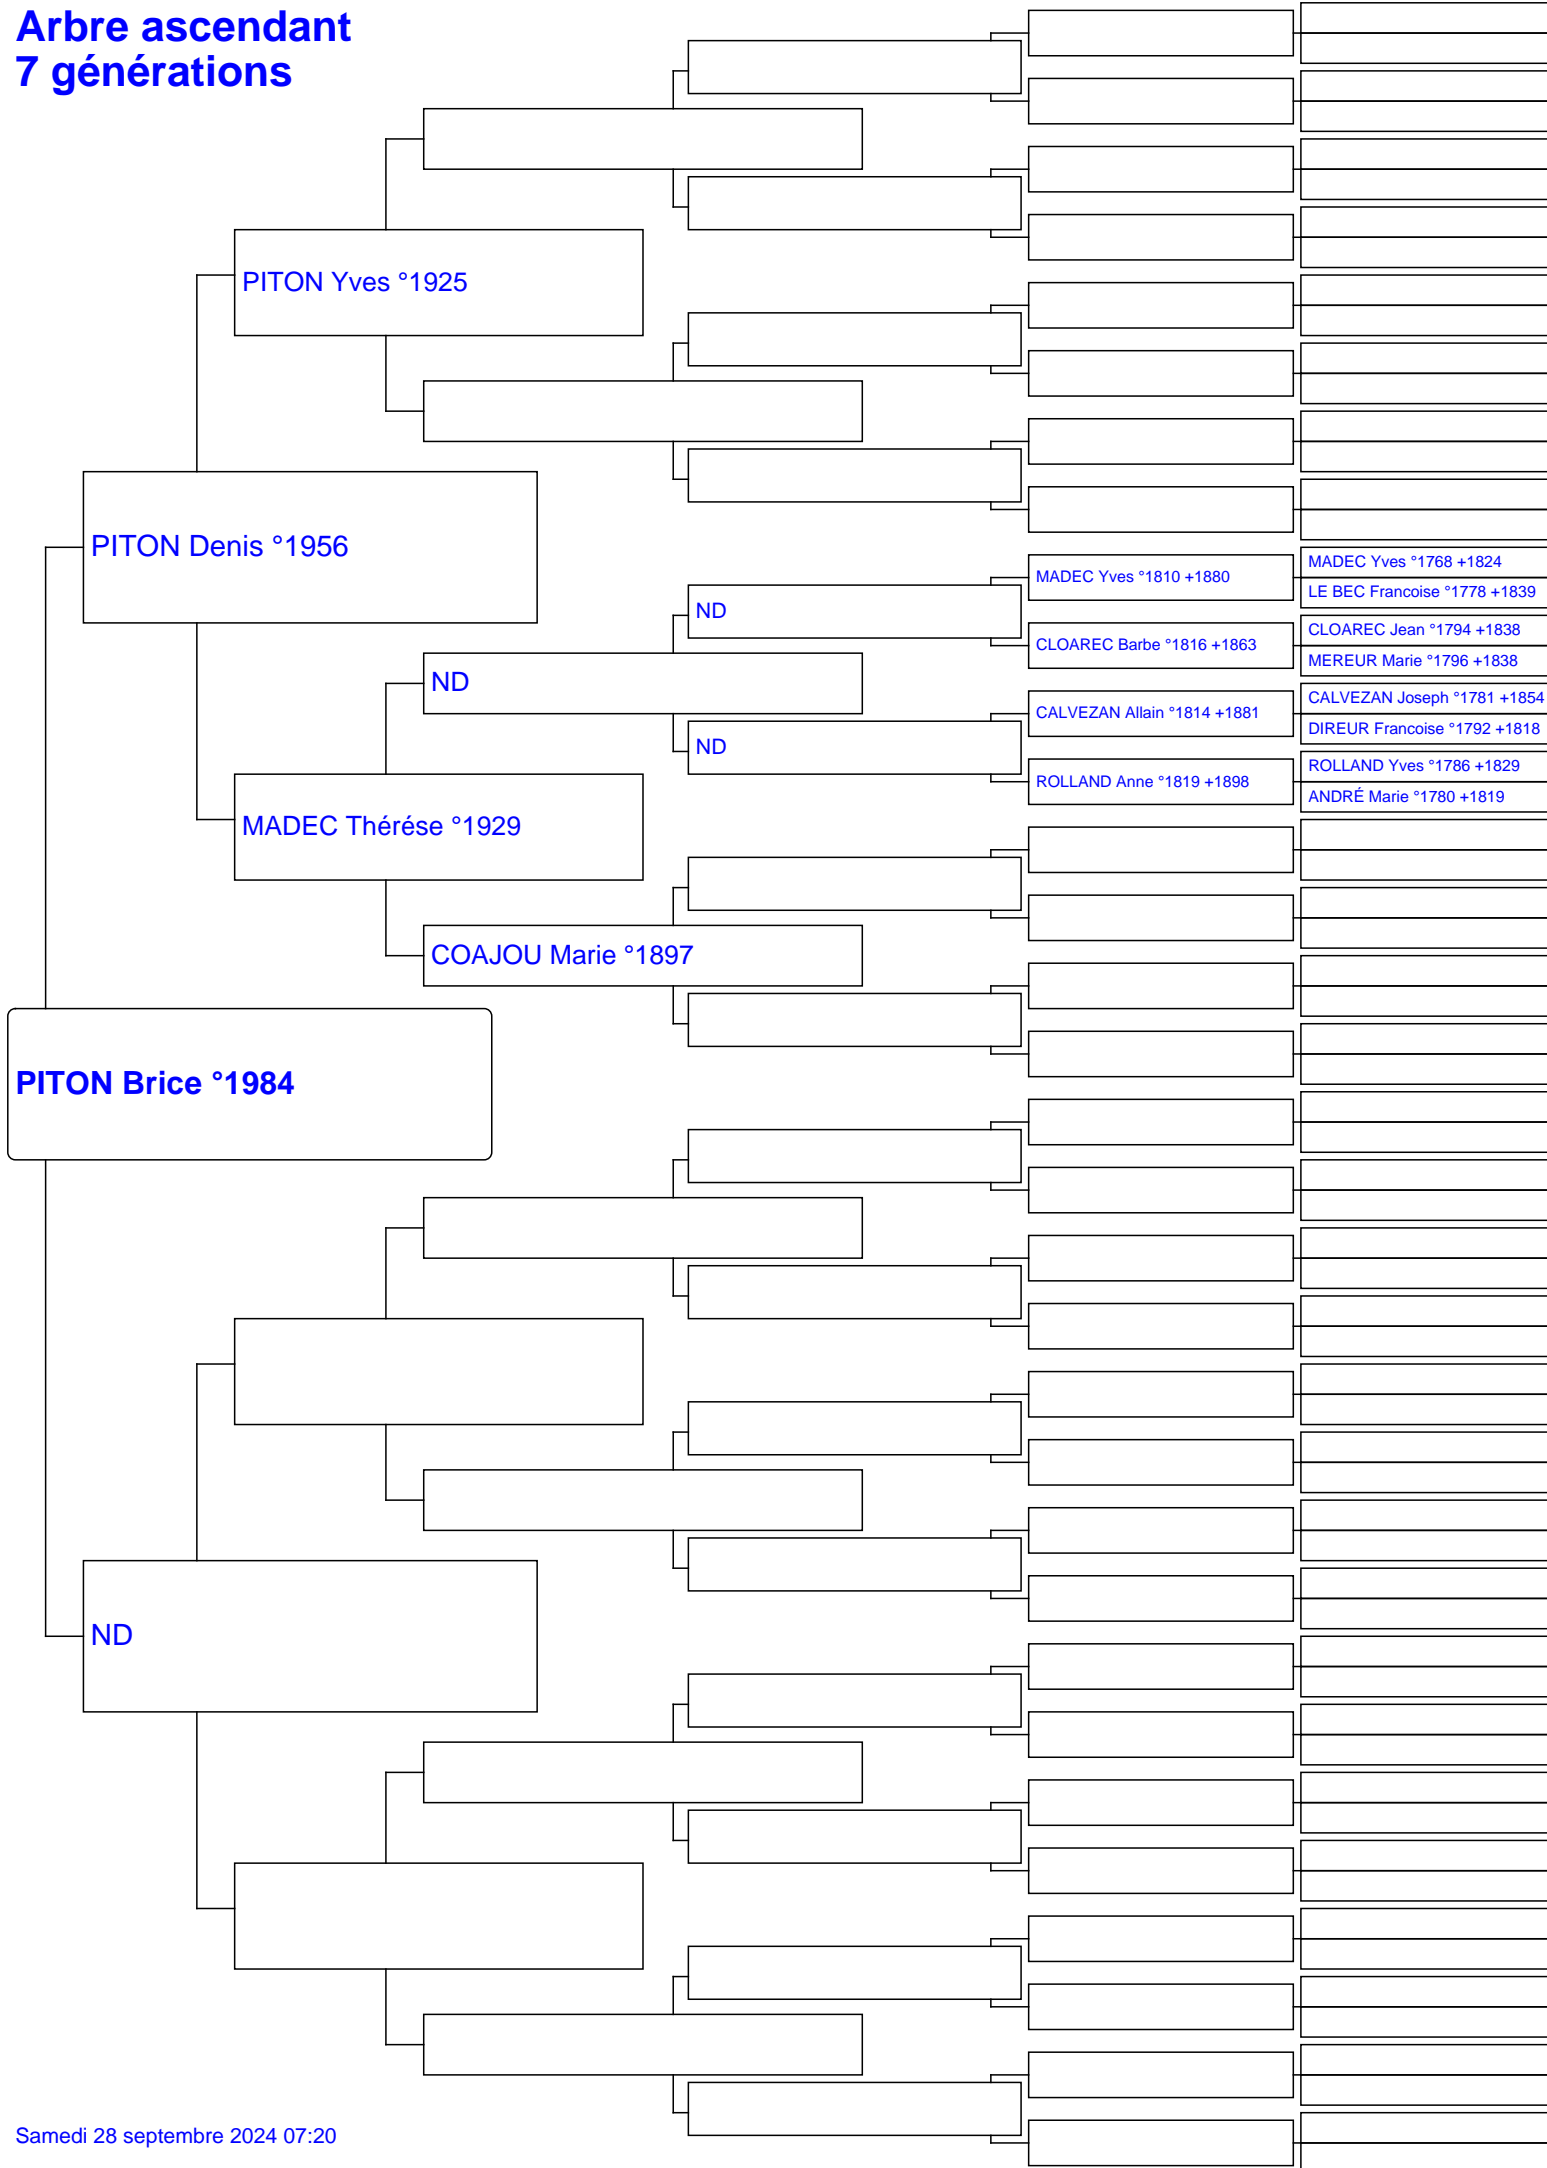 Arbre ascendant
7 générations
PITON Yves °1925
PITON Denis °1956
MADEC Yves °1768 +1824
MADEC Yves °1810 +1880
LE BEC Francoise °1778 +1839
ND
CLOAREC Jean °1794 +1838
CLOAREC Barbe °1816 +1863
MEREUR Marie °1796 +1838
ND
CALVEZAN Joseph °1781 +1854
CALVEZAN Allain °1814 +1881
DIREUR Francoise °1792 +1818
ND
ROLLAND Yves °1786 +1829
ROLLAND Anne °1819 +1898
ANDRÉ Marie °1780 +1819
MADEC Thérése °1929
COAJOU Marie °1897
PITON Brice °1984
ND
Samedi 28 septembre 2024 07:20